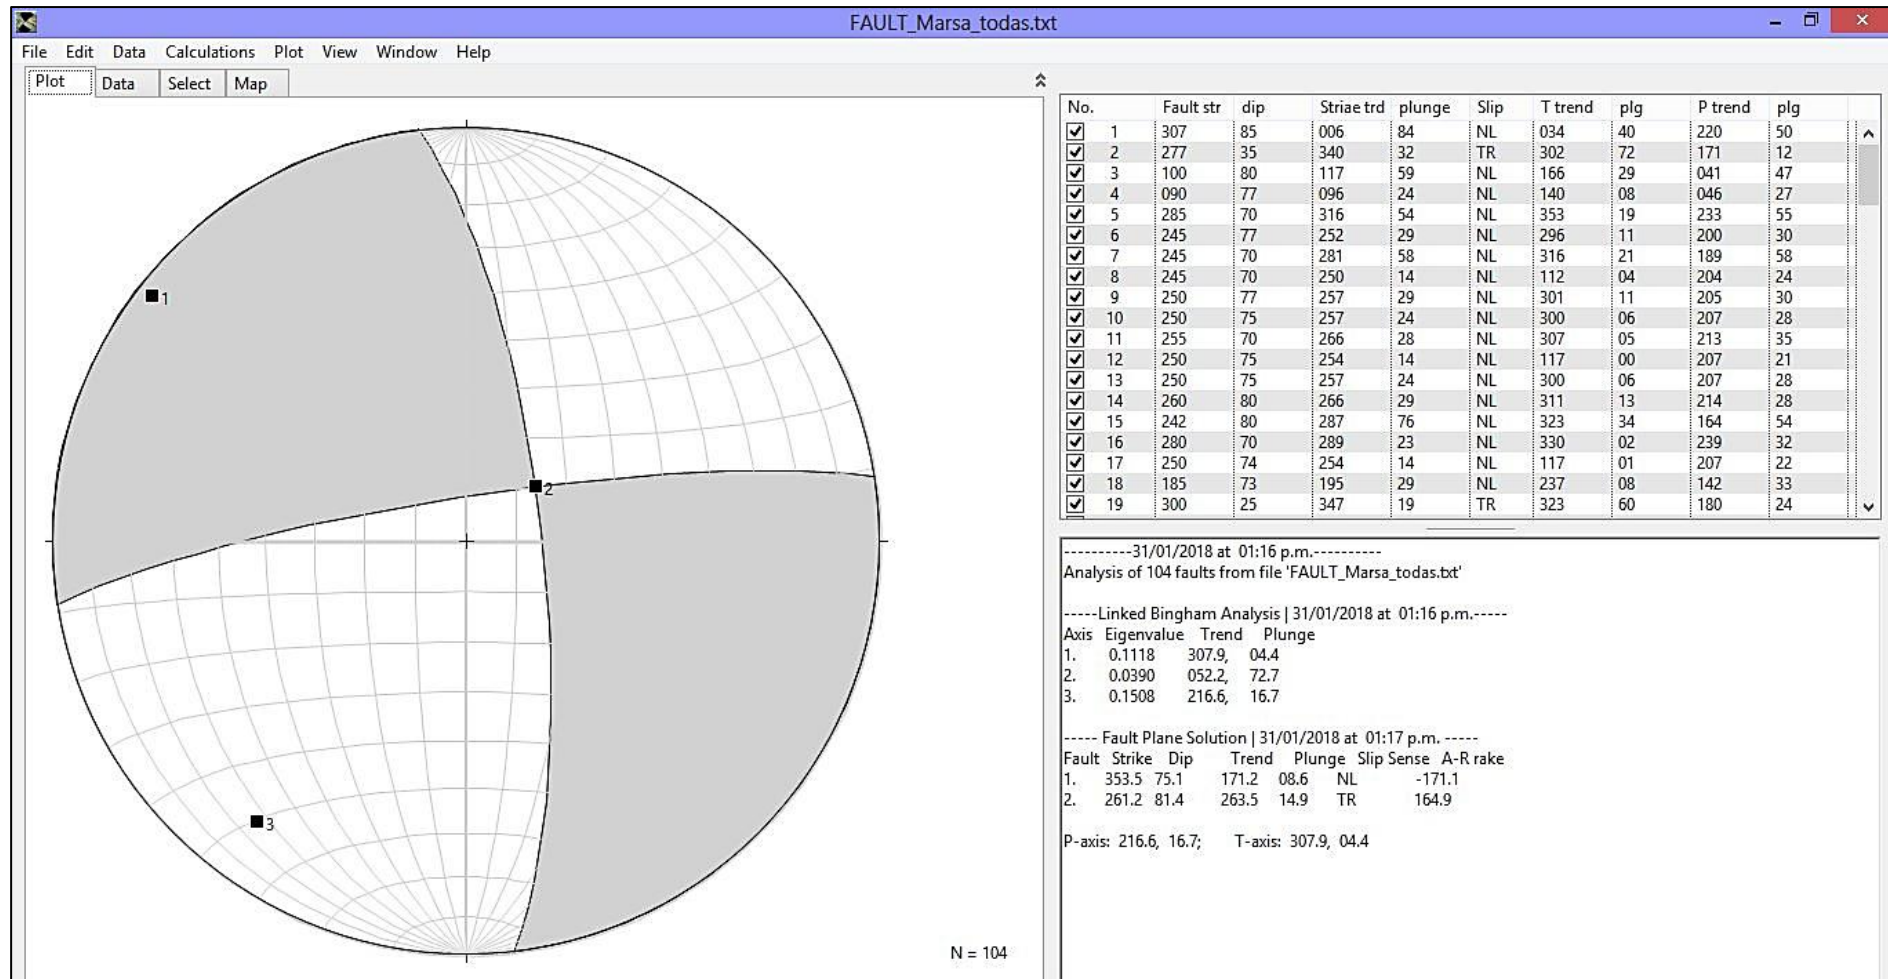 FAULT_Marsa_todas.txt
File Edit Data Calculations Plot View Window Help
Plot Data Select Map
1
2
3
N = 104
No. Fault str dip Striae trd plunge Slip T trend plg P trend plg
1 307 85 006 84 NL 034 40 220 50
2 277 35 340 32 TR 302 72 171 12
3 100 80 117 59 NL 166 29 041 47
4 090 77 096 24 NL 140 08 046 27
5 285 70 316 54 NL 353 19 233 55
6 245 77 252 29 NL 296 11 200 30
7 245 70 281 58 NL 316 21 189 58
8 245 70 250 14 NL 112 04 204 24
9 250 77 257 29 NL 301 11 205 30
10 250 75 257 24 NL 300 06 207 28
11 255 70 266 28 NL 307 05 213 35
12 250 75 254 14 NL 117 00 207 21
13 250 75 257 24 NL 300 06 207 28
14 260 80 266 29 NL 311 13 214 28
15 242 80 287 76 NL 323 34 164 54
16 280 70 289 23 NL 330 02 239 32
17 250 74 254 14 NL 117 01 207 22
18 185 73 195 29 NL 237 08 142 33
19 300 25 347 19 TR 323 60 180 24
----------31/01/2018 at 01:16 p.m.----------
Analysis of 104 faults from file 'FAULT_Marsa_todas.txt'
-----Linked Bingham Analysis | 31/01/2018 at 01:16 p.m.-----
Axis Eigenvalue Trend Plunge
1. 0.1118 307.9, 04.4
2. 0.0390 052.2, 72.7
3. 0.1508 216.6, 16.7
----- Fault Plane Solution | 31/01/2018 at 01:17 p.m. -----
Fault Strike Dip Trend Plunge Slip Sense A-R rake
1. 353.5 75.1 171.2 08.6 NL -171.1
2. 261.2 81.4 263.5 14.9 TR 164.9
P-axis: 216.6, 16.7; T-axis: 307.9, 04.4